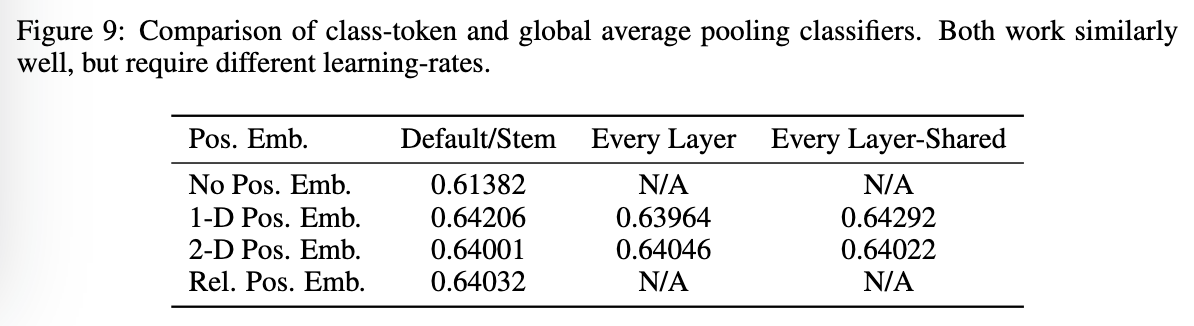 Figure 9: Comparison of class-token and global average pooling classifiers. Both work similarly
well, but require different learning-rates.
Pos. Emb. Default/Stem Every Layer Every Layer-Shared
No Pos. Emb. 0.61382 N/A N/A
1-D Pos. Emb. 0.64206 0.63964 0.64292
2-D Pos. Emb. 0.64001 0.64046 0.64022
Rel. Pos. Emb. 0.64032 N/A N/A